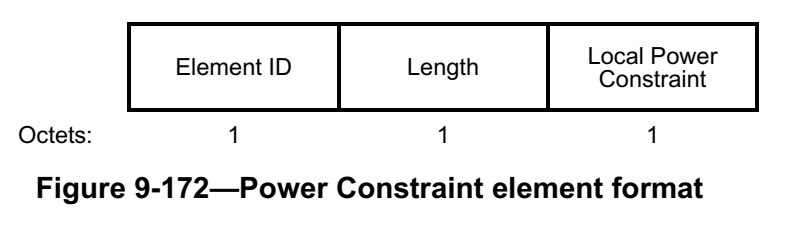 Element ID Length Local Power
Constraint
Octets: 1 1 1
Figure 9-172—Power Constraint element format